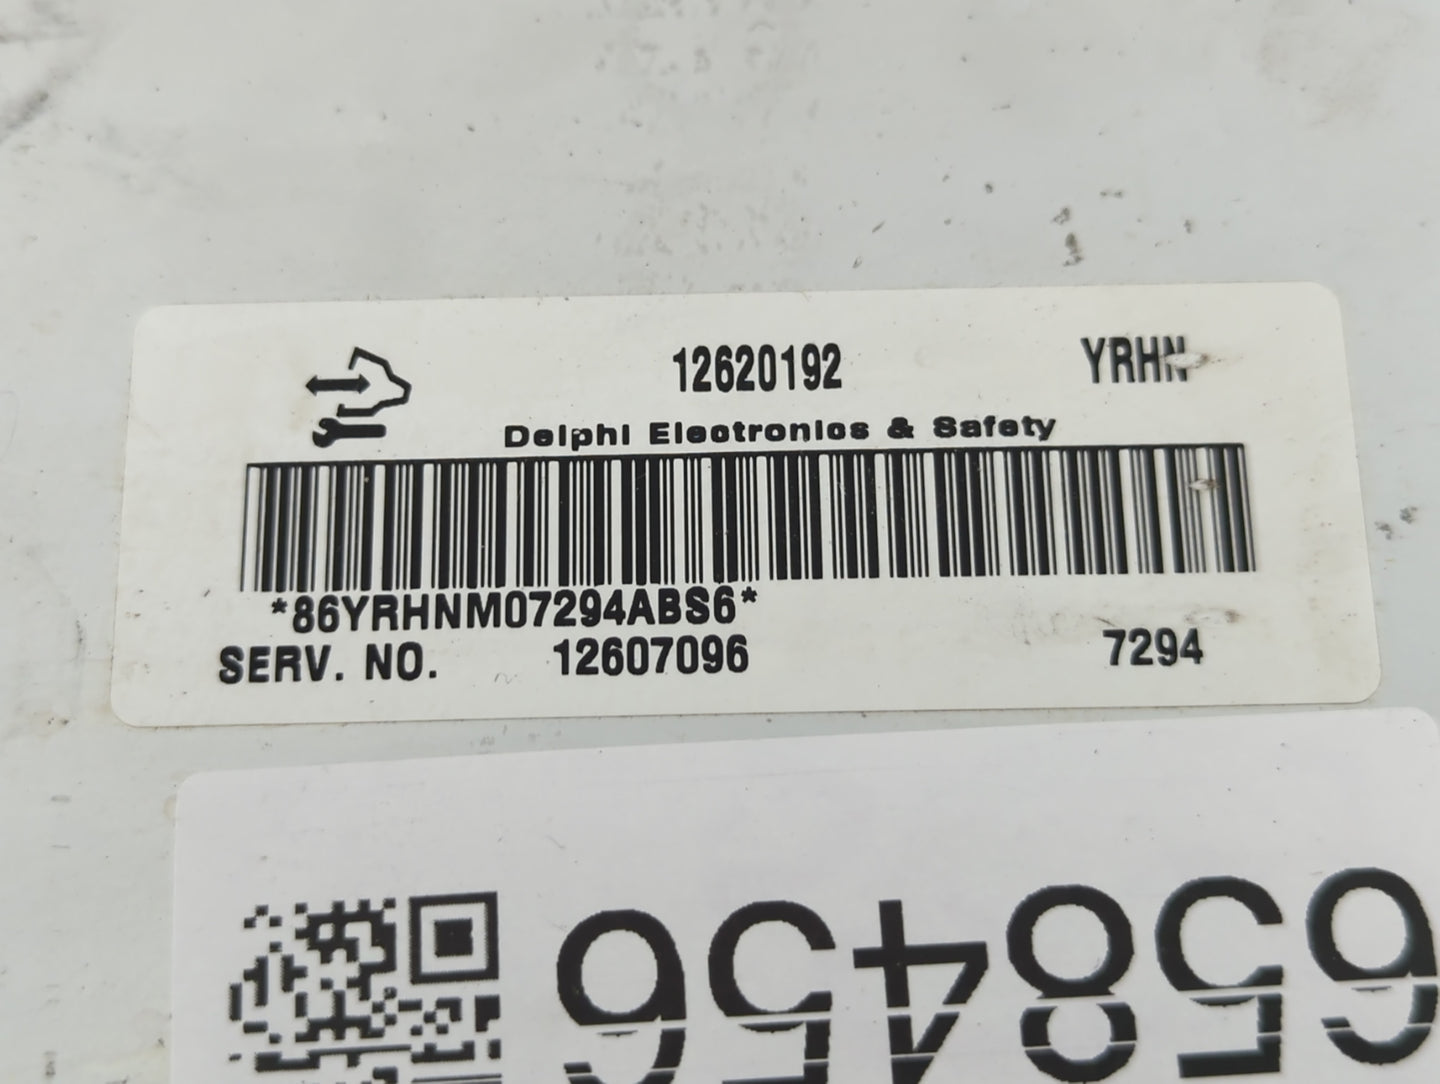 12620192 YRHN
Delphi Electronics & Safety
*86YRHNM07294ABS6*
SERV. NO. 12607096 7294
658456